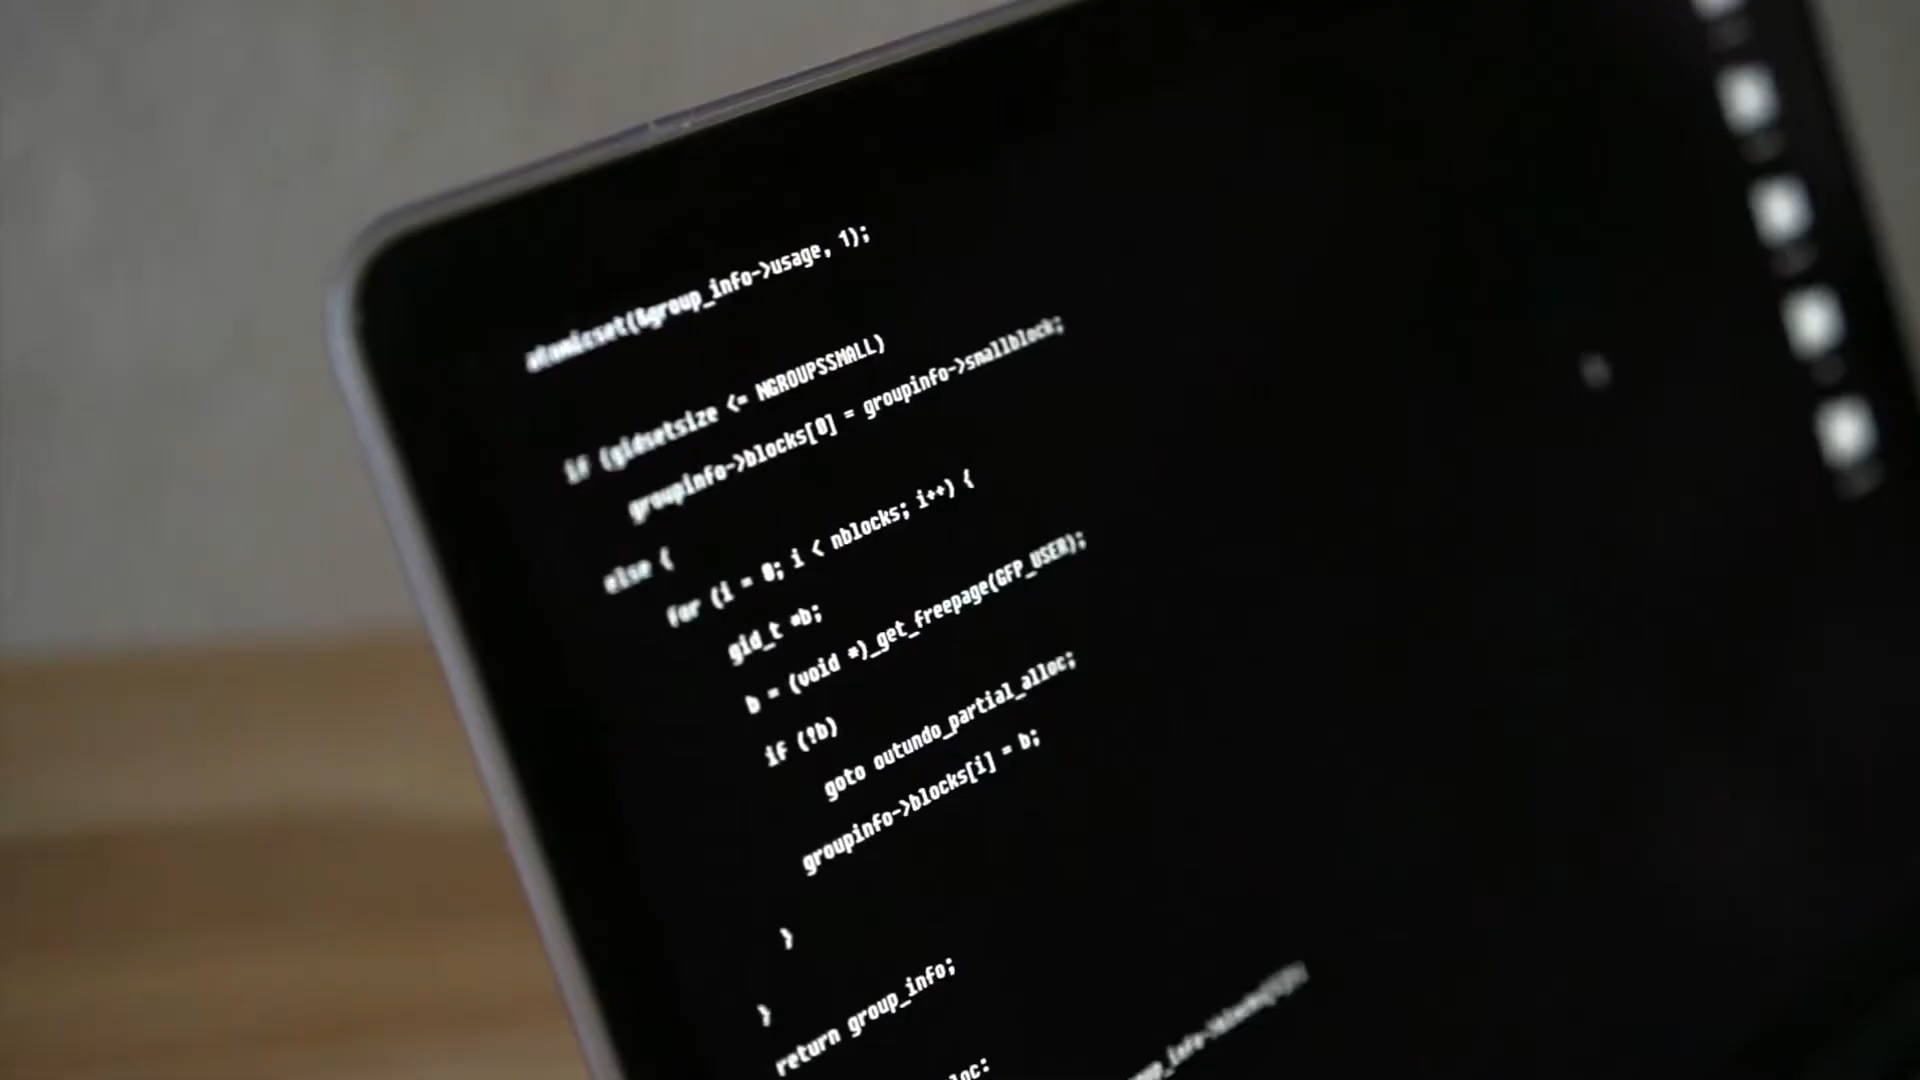 atomicset(&group_info->usage, 1);
if (gidsetsize <= NGROUPSSMALL)
groupinfo->blocks[0] = groupinfo->smallblock;
else {
for (i = 0; i < nblocks; i++) {
gid_t *b;
b = (void *)_get_freepage(GFP_USER);
if (!b)
goto outundo_partial_alloc;
groupinfo->blocks[i] = b;
}
}
return group_info;